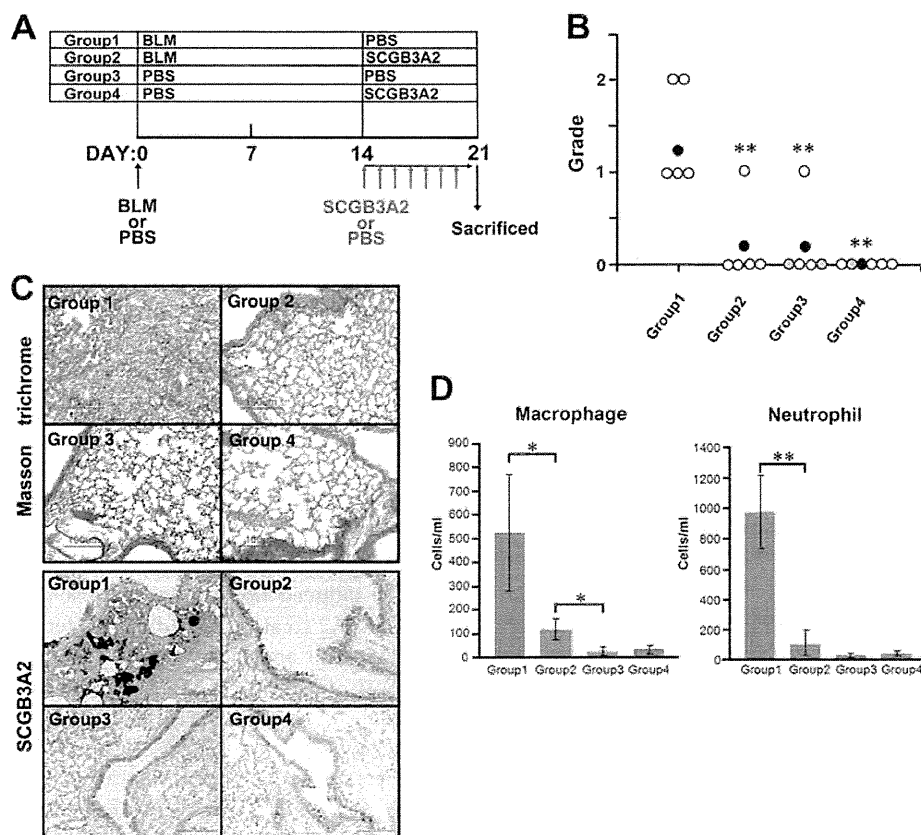 A
Group1 BLM PBS
Group2 BLM SCGB3A2
Group3 PBS PBS
Group4 PBS SCGB3A2
DAY:0 7 14 21
BLM
or
PBS
SCGB3A2
or
PBS
Sacrificed
B
Grade
2
1
0
**
**
**
Group1
Group2
Group3
Group4
C
Masson trichrome
Group 1
Group 2
Group 3
Group 4
SCGB3A2
Group1
Group2
Group3
Group4
D
Macrophage
Cells/ml
900
800
700
600
500
400
300
200
100
0
*
*
Group1 Group2 Group3 Group4
Neutrophil
Cells/ml
1400
1200
1000
800
600
400
200
0
**
Group1 Group2 Group3 Group4